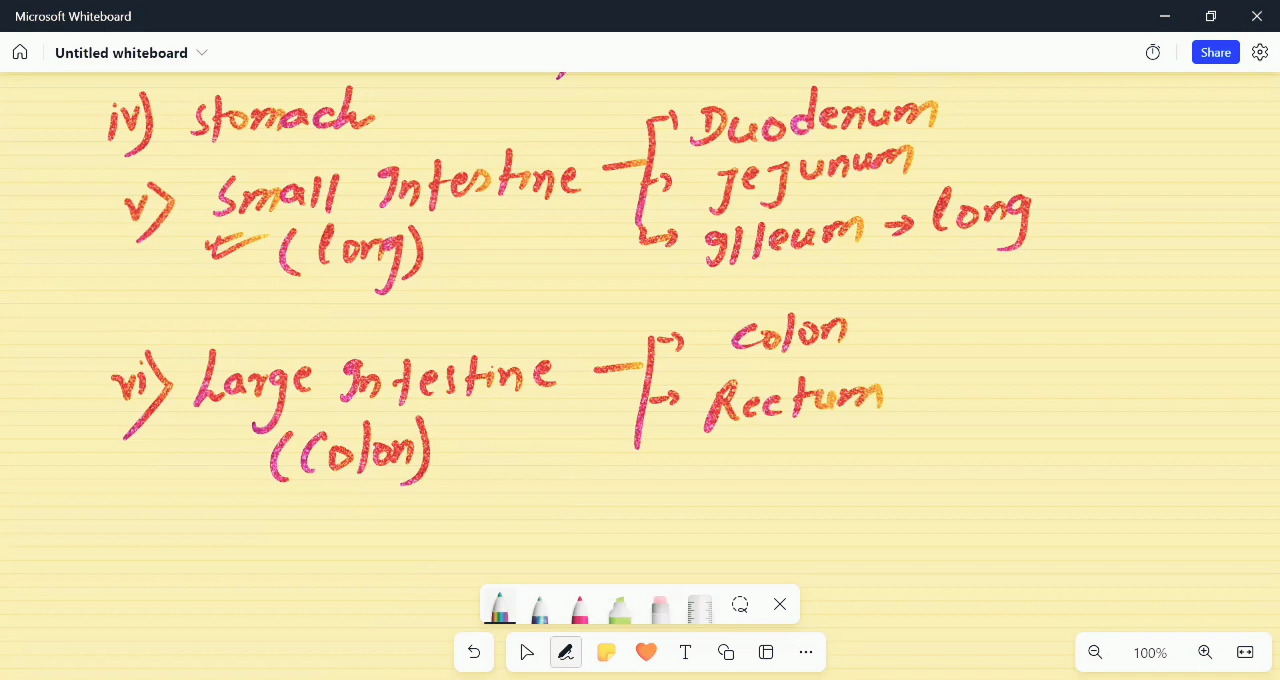 Microsoft Whiteboard
Untitled whiteboard
Share
iv) Stomach
v) Small Intestine → Duodenum
→ Jejunum
(long) → Illeum → long
vi) Large Intestine → Colon
→ Rectum
(Colon)
100%